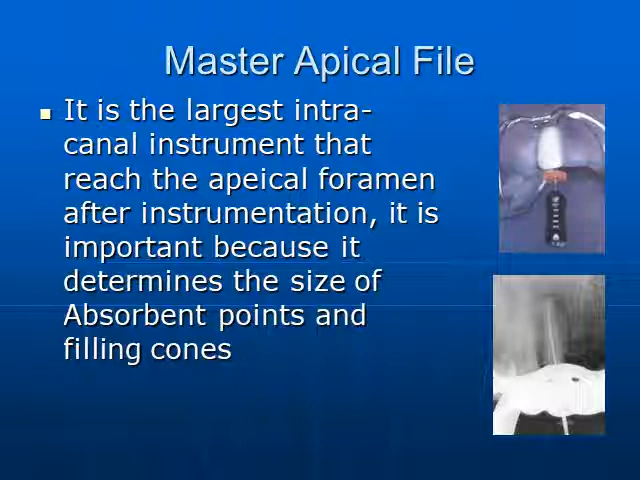 Master Apical File
It is the largest intra-
canal instrument that
reach the apeical foramen
after instrumentation, it is
important because it
determines the size of
Absorbent points and
filling cones